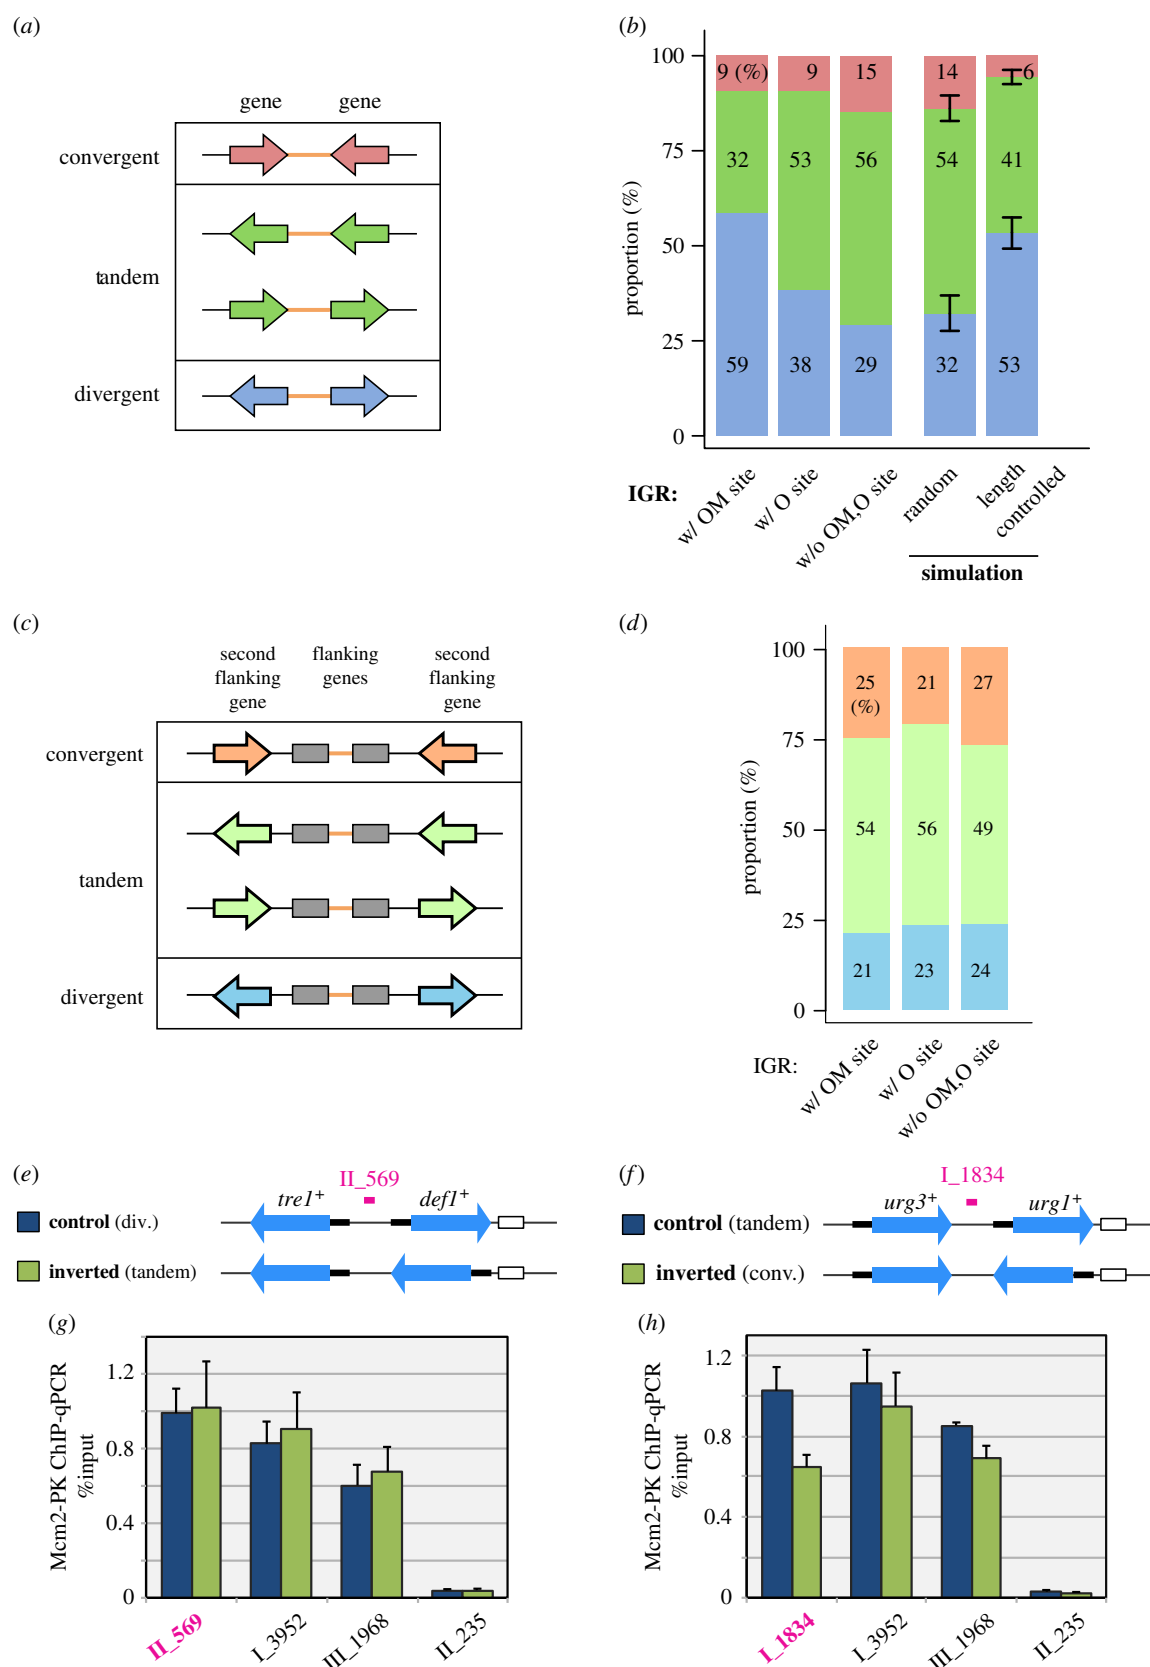 (a)
gene gene
convergent
tandem
divergent
(b)
proportion (%)
100
75
50
25
0
9 (%) 9 15 14 6
32 53 56 54 41
59 38 29 32 53
IGR:
w/ OM site
w/ O site
w/o OM,O site
random
length
controlled
simulation
(c)
second
flanking
gene
flanking
genes
second
flanking
gene
convergent
tandem
divergent
(d)
proportion (%)
100
75
50
25
0
25
(%)
21 27
54 56 49
21 23 24
IGR:
w/ OM site
w/ O site
w/o OM,O site
(e)
II_569
tre1+ def1+
control (div.)
inverted (tandem)
(f)
I_1834
urg3+ urg1+
control (tandem)
inverted (conv.)
(g)
Mcm2-PK ChIP-qPCR
%input
1.2
0.8
0.4
0
II_569
I_3952
III_1968
II_235
(h)
Mcm2-PK ChIP-qPCR
%input
1.2
0.8
0.4
0
I_1834
I_3952
III_1968
II_235